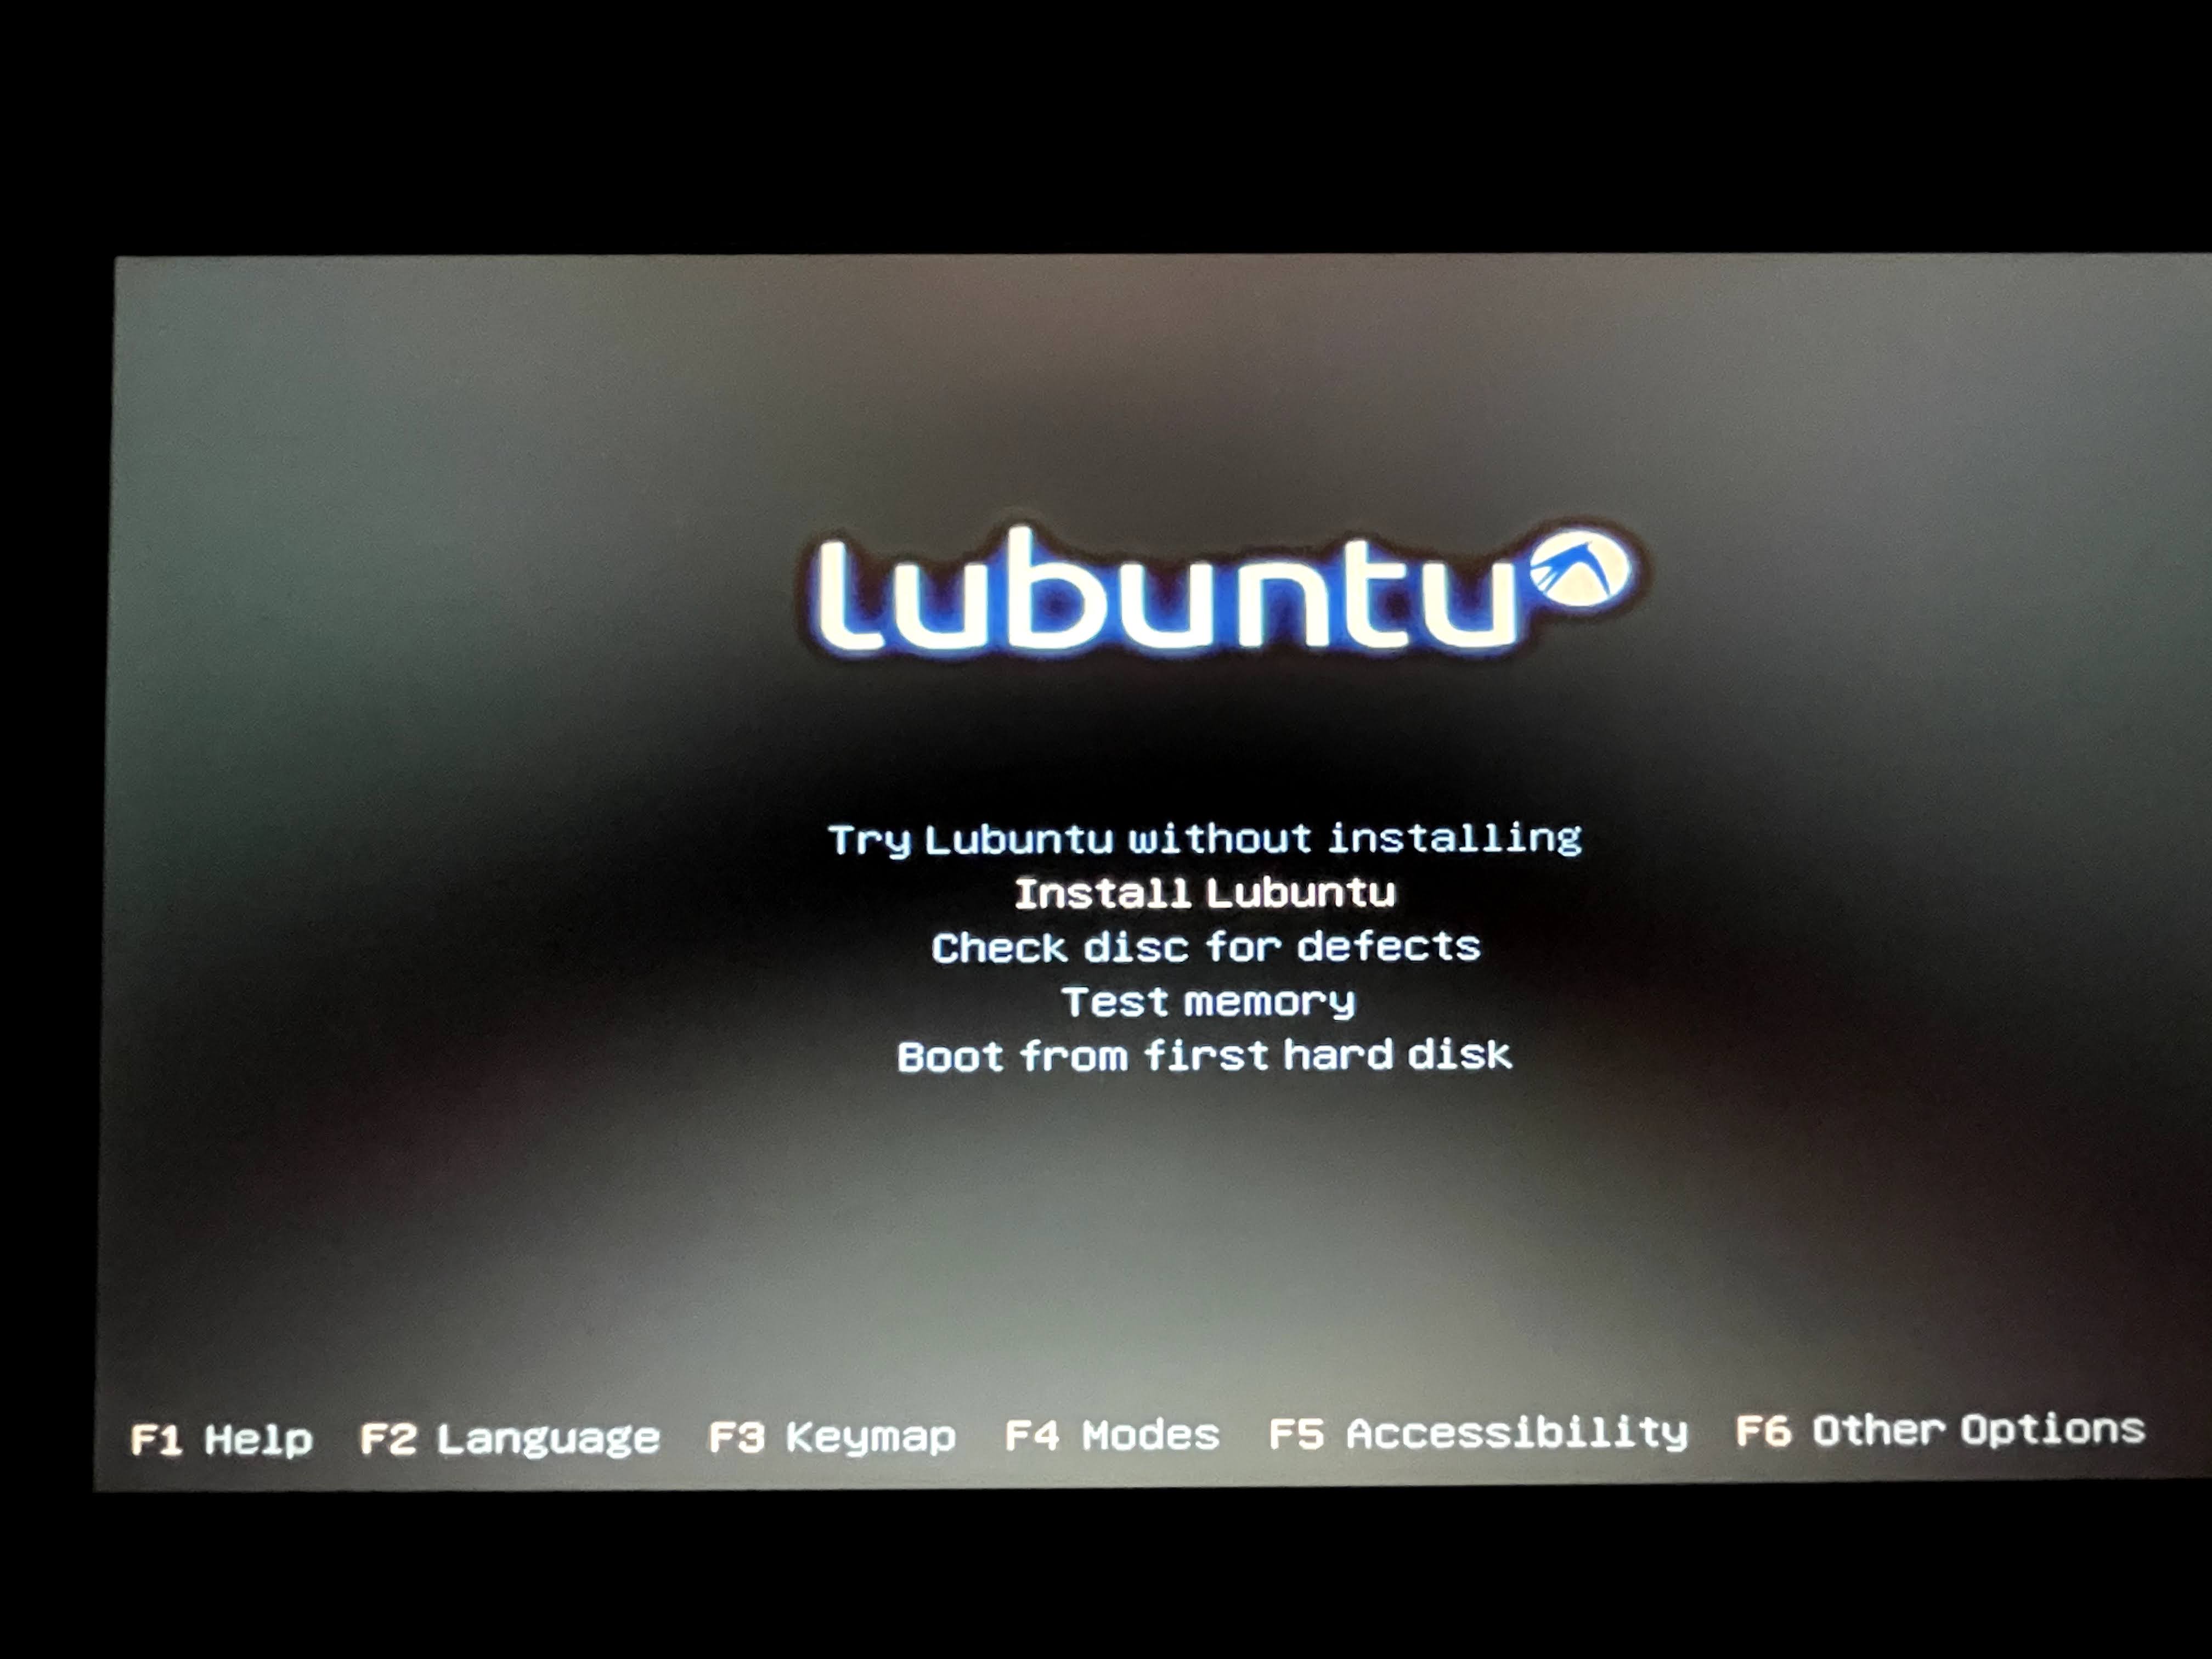 lubuntu
Try Lubuntu without installing
Install Lubuntu
Check disc for defects
Test memory
Boot from first hard disk
F1 Help F2 Language F3 Keymap F4 Modes F5 Accessibility F6 Other Options